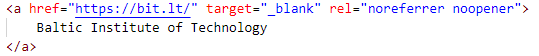 <a href="https://bit.lt/" target="_blank" rel="noreferrer noopener">
Baltic Institute of Technology
</a>